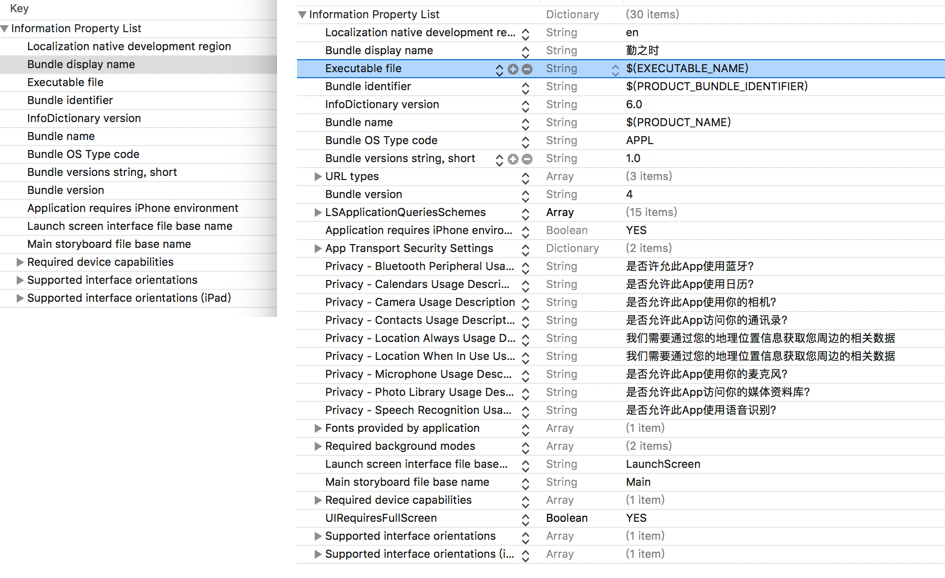 Key
Information Property List
Localization native development region
Bundle display name
Executable file
Bundle identifier
InfoDictionary version
Bundle name
Bundle OS Type code
Bundle versions string, short
Bundle version
Application requires iPhone environment
Launch screen interface file base name
Main storyboard file base name
Required device capabilities
Supported interface orientations
Supported interface orientations (iPad)
Information Property List Dictionary (30 items)
Localization native development re... String en
Bundle display name String 勤之时
Executable file String $(EXECUTABLE_NAME)
Bundle identifier String $(PRODUCT_BUNDLE_IDENTIFIER)
InfoDictionary version String 6.0
Bundle name String $(PRODUCT_NAME)
Bundle OS Type code String APPL
Bundle versions string, short String 1.0
URL types Array (3 items)
Bundle version String 4
LSApplicationQueriesSchemes Array (15 items)
Application requires iPhone enviro... Boolean YES
App Transport Security Settings Dictionary (2 items)
Privacy - Bluetooth Peripheral Usa... String 是否许允此App使用蓝牙?
Privacy - Calendars Usage Descri... String 是否允许此App使用日历?
Privacy - Camera Usage Description String 是否允许此App使用你的相机?
Privacy - Contacts Usage Descript... String 是否允许此App访问你的通讯录?
Privacy - Location Always Usage D... String 我们需要通过您的地理位置信息获取您周边的相关数据
Privacy - Location When In Use Us... String 我们需要通过您的地理位置信息获取您周边的相关数据
Privacy - Microphone Usage Desc... String 是否允许此App使用你的麦克风?
Privacy - Photo Library Usage Des... String 是否允许此App访问你的媒体资料库?
Privacy - Speech Recognition Usa... String 是否允许此App使用语音识别?
Fonts provided by application Array (1 item)
Required background modes Array (2 items)
Launch screen interface file base... String LaunchScreen
Main storyboard file base name String Main
Required device capabilities Array (1 item)
UIRequiresFullScreen Boolean YES
Supported interface orientations Array (1 item)
Supported interface orientations (i... Array (1 item)